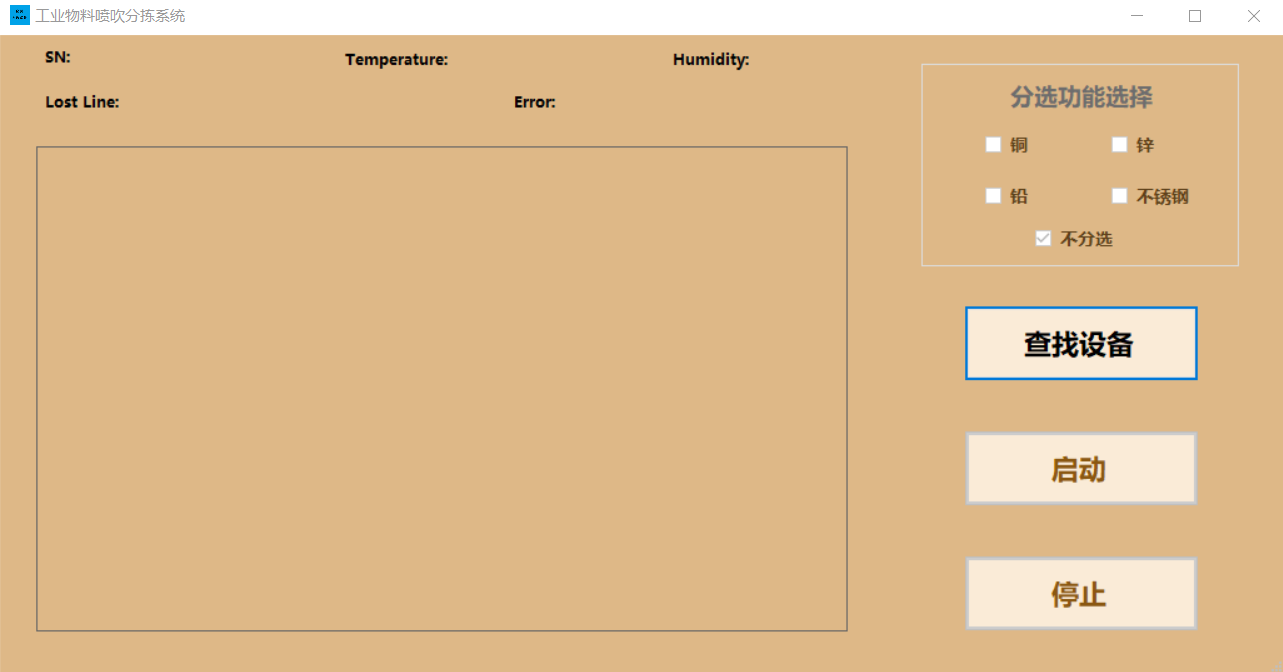 工业物料喷吹分拣系统
SN:
Temperature:
Humidity:
Lost Line:
Error:
分选功能选择
铜
锌
铅
不锈钢
不分选
查找设备
启动
停止